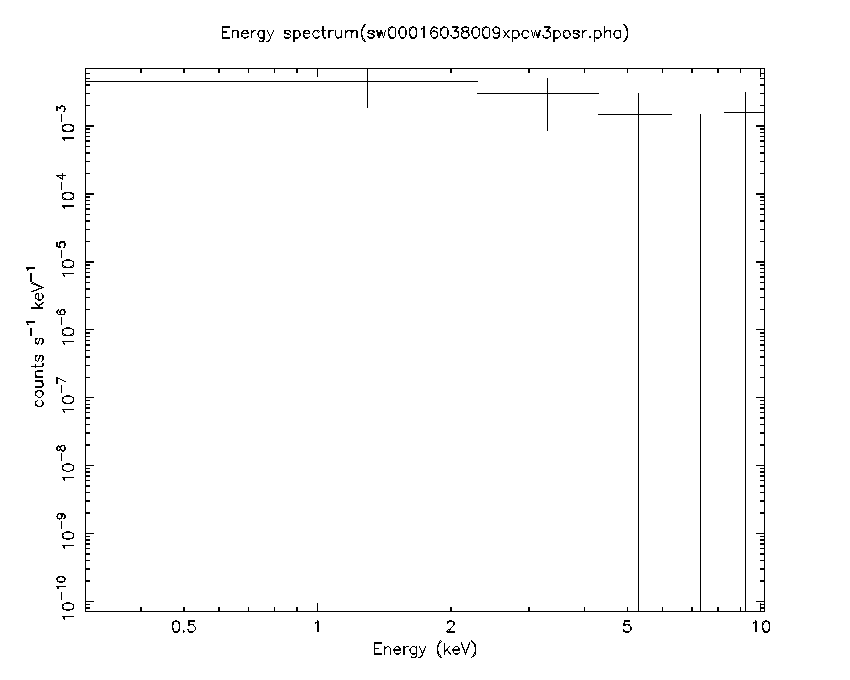 Energy spectrum(sw00016038009xpcw3posr.pha)
counts s⁻¹ keV⁻¹
10⁻³
10⁻⁴
10⁻⁵
10⁻⁶
10⁻⁷
10⁻⁸
10⁻⁹
10⁻¹⁰
0.5 1 2 5 10
Energy (keV)